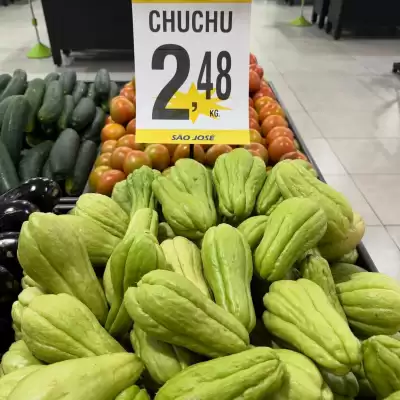 CHUCHU
2,48
KG.
SÃO JOSÉ